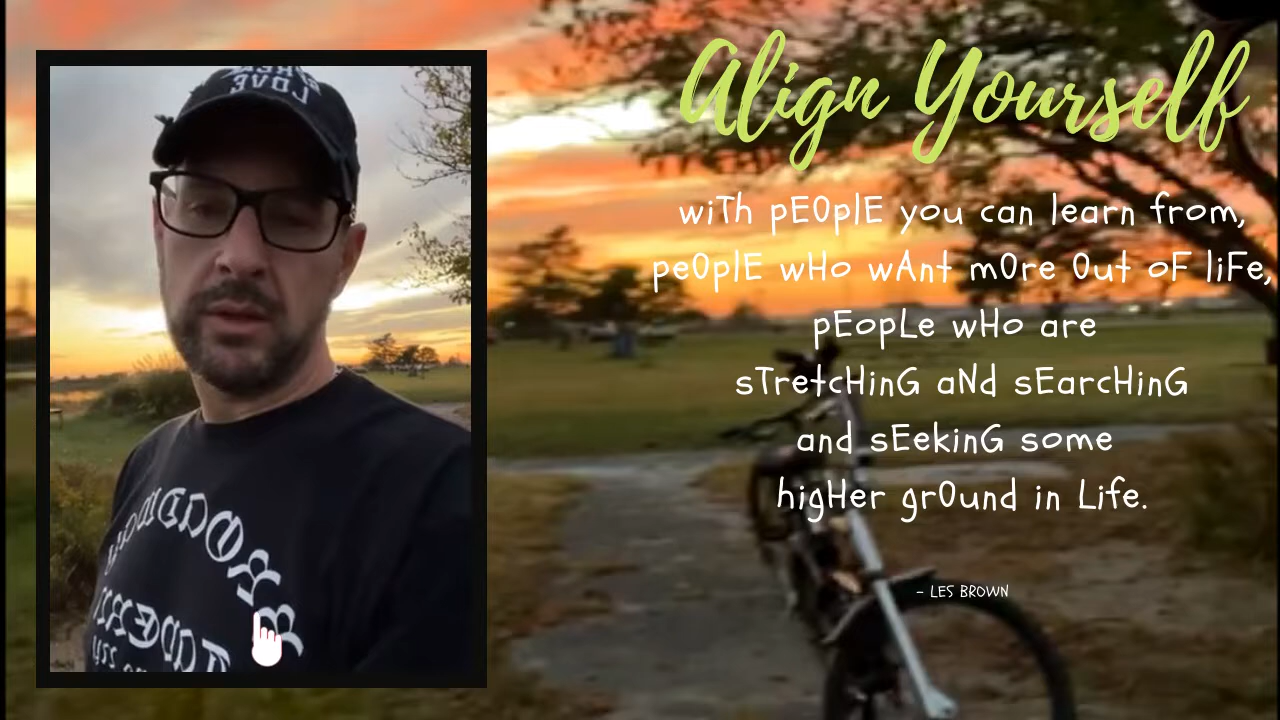 Align Yourself
wiTh pEOplE you can learn from,
peOplE wHo wAnt mOre Out oF liFe,
pEopLe wHo are
sTretcHinG aNd sEarcHinG
and sEekinG some
higHer grOund in Life.
- LES BROWN
LOVE